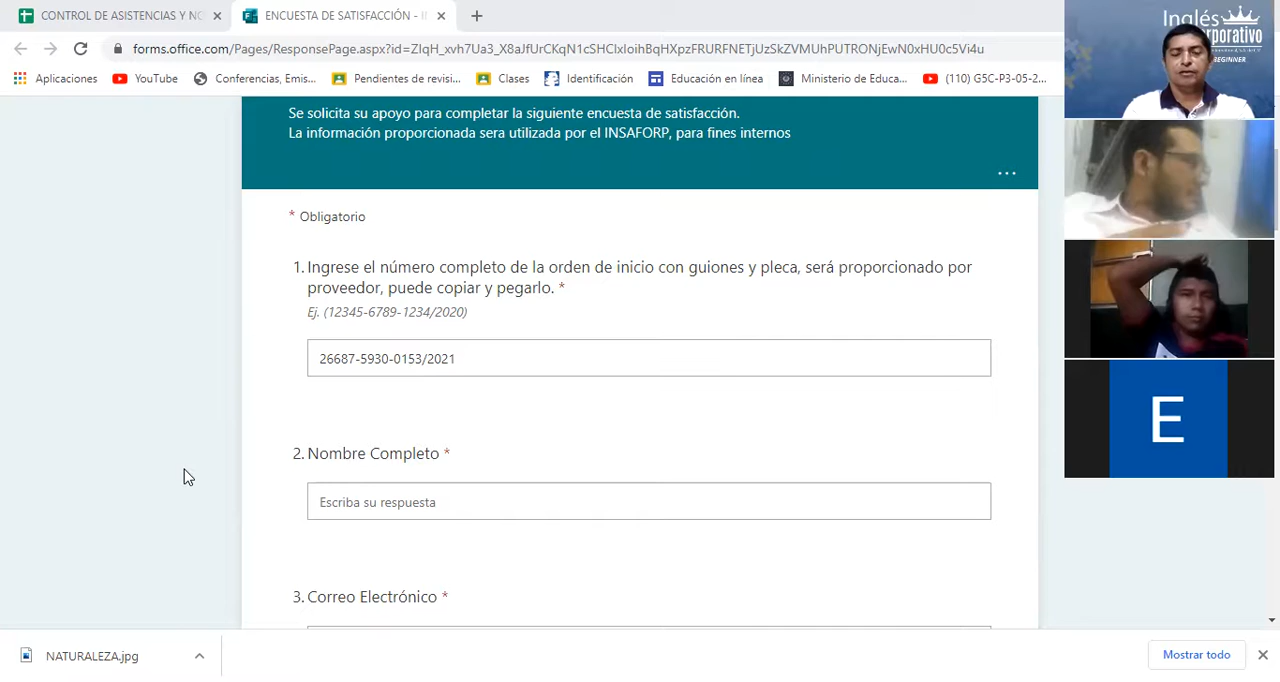 CONTROL DE ASISTENCIAS Y NO
ENCUESTA DE SATISFACCIÓN - I
forms.office.com/Pages/ResponsePage.aspx?id=ZIqH_xvh7Ua3_X8aJfUrCKqN1cSHCIxIoihBqHXpzFRURFNETjUzSkZVMUhPUTRONjEwN0xHU0c5Vi4u
Aplicaciones
YouTube
Conferencias, Emis...
Pendientes de revisi...
Clases
Identificación
Educación en línea
Ministerio de Educa...
(110) G5C-P3-05-2...
Inglés
BEGINNER
Se solicita su apoyo para completar la siguiente encuesta de satisfacción.
La información proporcionada sera utilizada por el INSAFORP, para fines internos
...
* Obligatorio
1. Ingrese el número completo de la orden de inicio con guiones y pleca, será proporcionado por
proveedor, puede copiar y pegarlo. *
Ej. (12345-6789-1234/2020)
26687-5930-0153/2021
2. Nombre Completo *
Escriba su respuesta
3. Correo Electrónico *
E
NATURALEZA.jpg
Mostrar todo